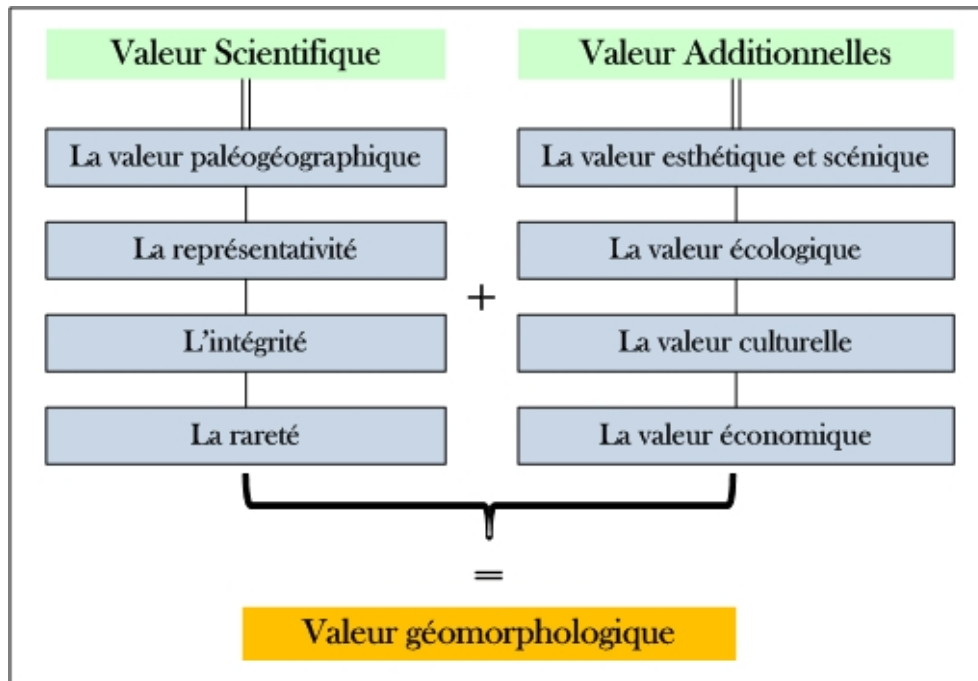 Valeur Scientifique
La valeur paléogéographique
La représentativité
L'intégrité
La rareté
+
Valeur Additionnelles
La valeur esthétique et scénique
La valeur écologique
La valeur culturelle
La valeur économique
=
Valeur géomorphologique